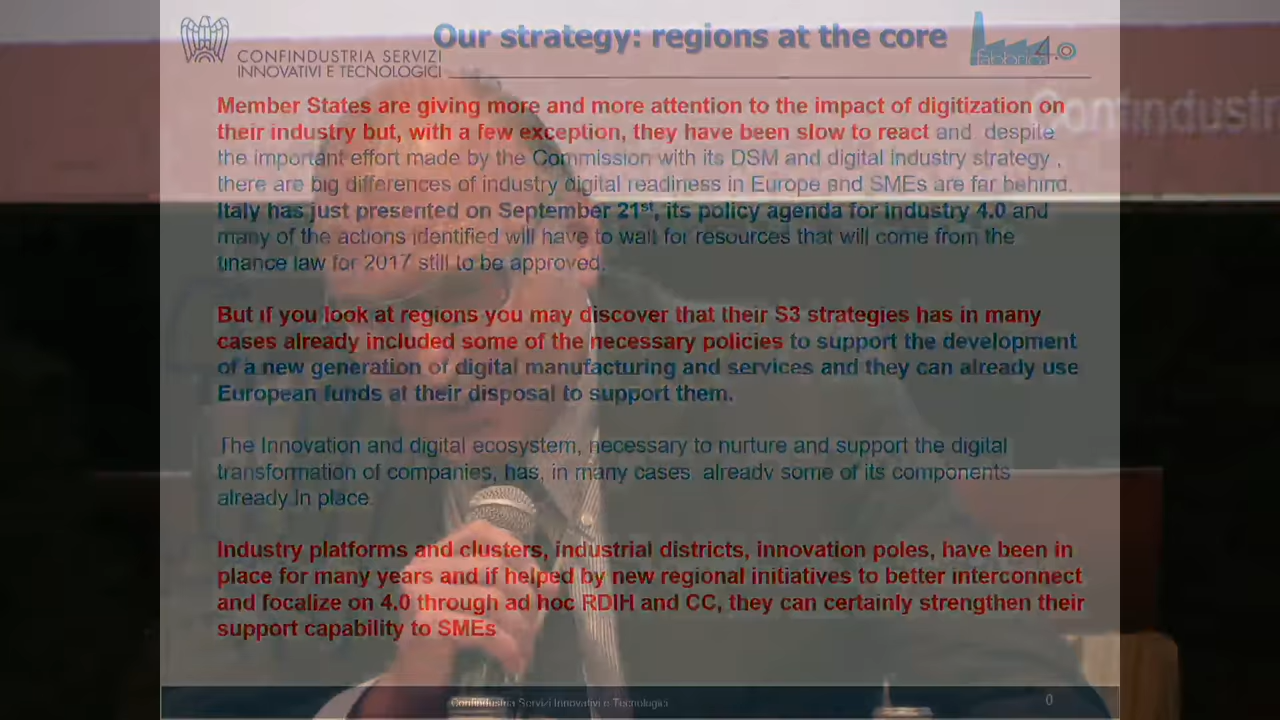 Our strategy: regions at the core
CONFINDUSTRIA SERVIZI
INNOVATIVI E TECNOLOGICI
fabbrica 4.0
Member States are giving more and more attention to the impact of digitization on
their industry but, with a few exception, they have been slow to react and despite
the important effort made by the Commission with its DSM and digital industry strategy ,
there are big differences of industry digital readiness in Europe and SMEs are far behind.
Italy has just presented on September 21st, its policy agenda for industry 4.0 and
many of the actions identified will have to wait for resources that will come from the
finance law for 2017 still to be approved.
But if you look at regions you may discover that their S3 strategies has in many
cases already included some of the necessary policies to support the development
of a new generation of digital manufacturing and services and they can already use
European funds at their disposal to support them.
The Innovation and digital ecosystem, necessary to nurture and support the digital
transformation of companies, has, in many cases already some of its components
already in place.
Industry platforms and clusters, industrial districts, innovation poles, have been in
place for many years and if helped by new regional initiatives to better interconnect
and focalize on 4.0 through ad hoc RDIH and CC, they can certainly strengthen their
support capability to SMEs
Confindustri
Confindustria Servizi Innovativi e Tecnologici
0